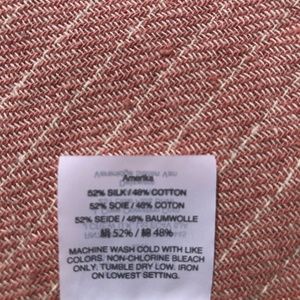 Amerika
52% SILK / 48% COTTON
52% SOIE / 48% COTON
52% SEIDE / 48% BAUMWOLLE
絹 52% / 綿 48%
MACHINE WASH COLD WITH LIKE
COLORS. NON-CHLORINE BLEACH
ONLY. TUMBLE DRY LOW. IRON
ON LOWEST SETTING.